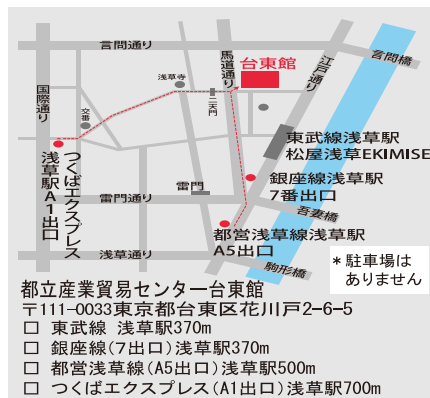 言問通り
馬道通り
台東館
江戸通り
言問橋
国際通り
浅草寺
二天門
交番
東武線浅草駅
松屋浅草EKIMISE
つくばエクスプレス
浅草駅A1出口
銀座線浅草駅
7番出口
雷門
雷門通り
吾妻橋
都営浅草線浅草駅
A5出口
浅草通り
駒形橋
*駐車場は
ありません
都立産業貿易センター台東館
〒111-0033東京都台東区花川戸2-6-5
□ 東武線 浅草駅370m
□ 銀座線(7出口)浅草駅370m
□ 都営浅草線(A5出口)浅草駅500m
□ つくばエクスプレス(A1出口)浅草駅700m